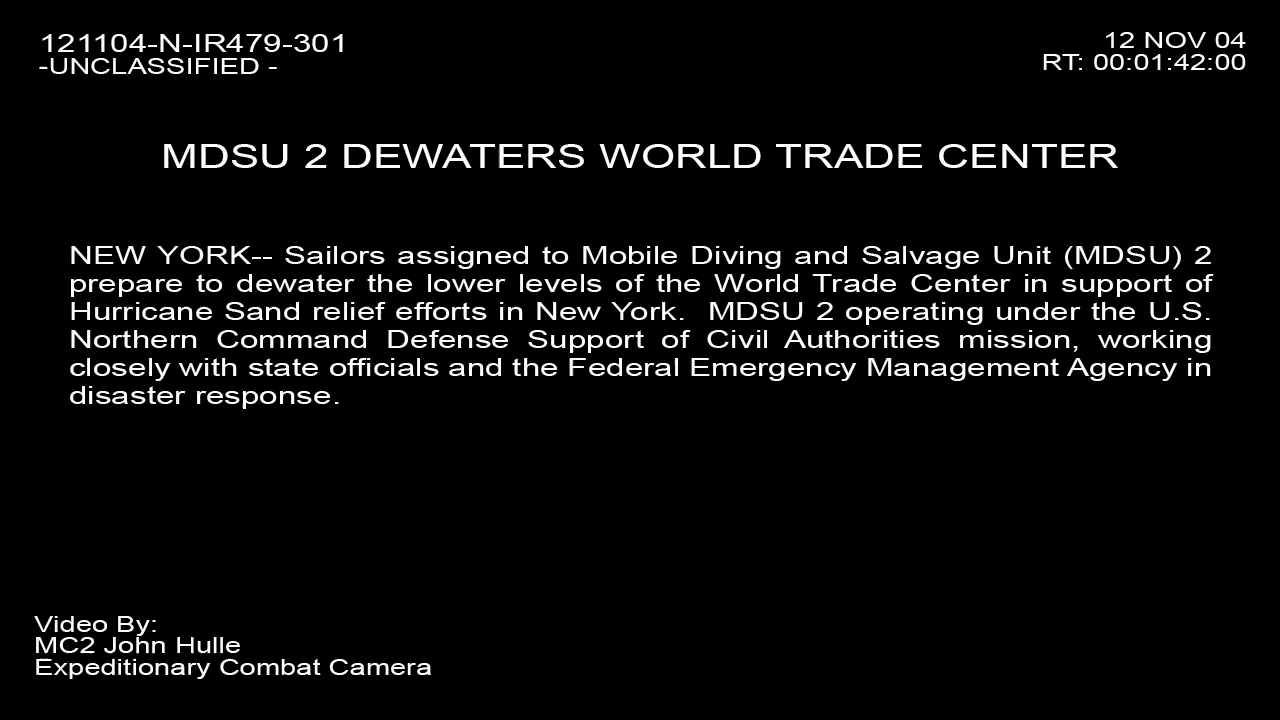 121104-N-IR479-301
-UNCLASSIFIED -
12 NOV 04
RT: 00:01:42:00
MDSU 2 DEWATERS WORLD TRADE CENTER
NEW YORK-- Sailors assigned to Mobile Diving and Salvage Unit (MDSU) 2
prepare to dewater the lower levels of the World Trade Center in support of
Hurricane Sand relief efforts in New York.  MDSU 2 operating under the U.S.
Northern Command Defense Support of Civil Authorities mission, working
closely with state officials and the Federal Emergency Management Agency in
disaster response.
Video By:
MC2 John Hulle
Expeditionary Combat Camera